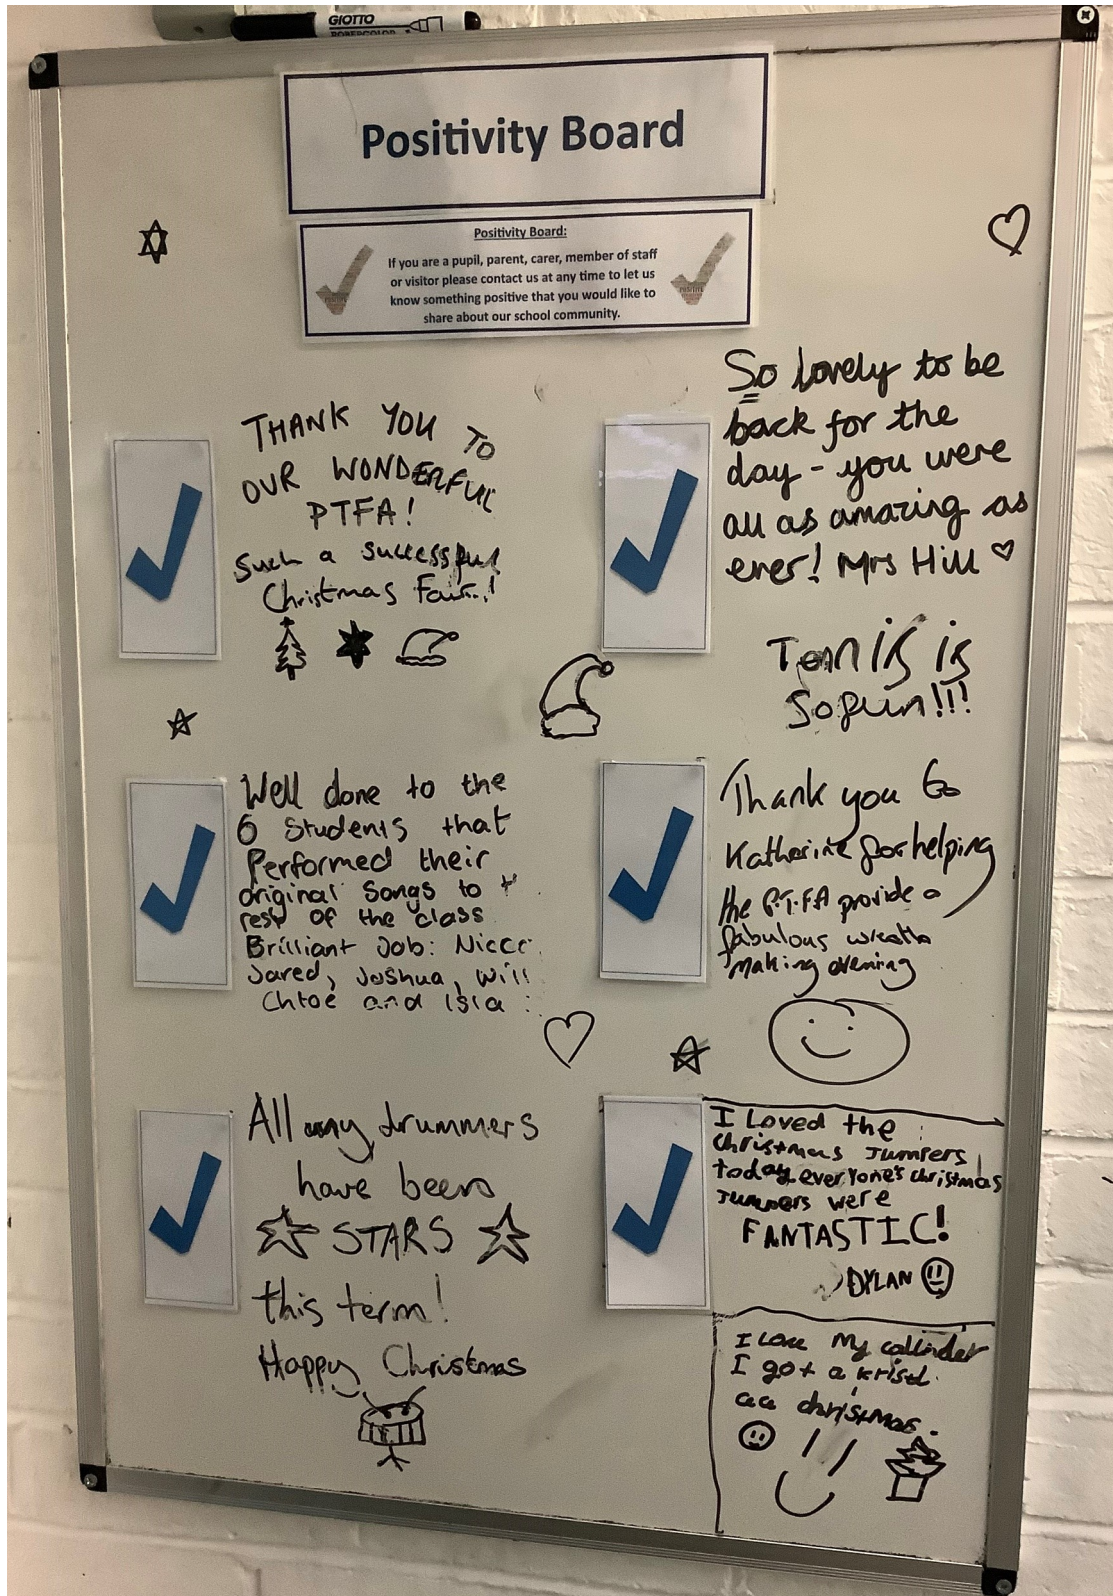 GIOTTO
ROBERCOLOR
Positivity Board
Positivity Board:
If you are a pupil, parent, carer, member of staff
or visitor please contact us at any time to let us
know something positive that you would like to
share about our school community.
THANK YOU TO
OUR WONDERFUL
PTFA!
Such a successful
Christmas Fair..!
So lovely to be
back for the
day - you were
all as amazing as
ever! Mrs Hill
Tennis is
So fun!!!
Well done to the
6 Students that
Performed their
original Songs to
rest of the class
Brilliant Job:
Jared, Joshua, Will
Chloe and Isla
Thank you to
Katherine for helping
the P.T.F.A provide a
fabulous wreath
making evening
All my drummers
have been
STARS
this term!
Happy Christmas
I Loved the
Christmas Jumpers
today everyone's christmas
Jumpers were
FANTASTIC!
DYLAN
I Love My callinder
I got a
christmas.